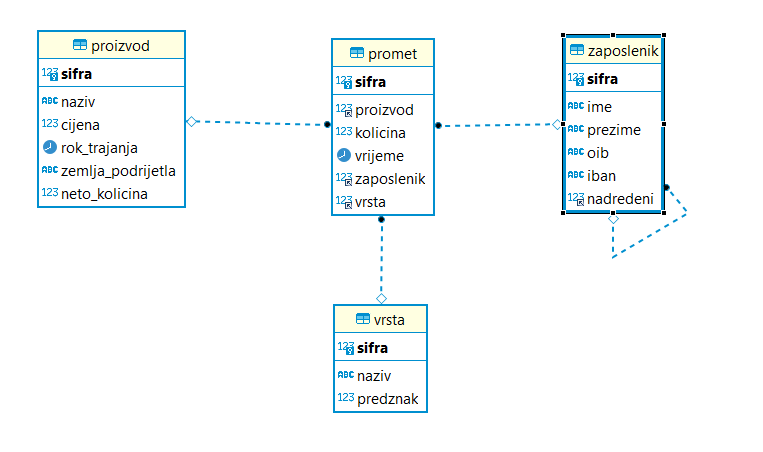 proizvod
123 sifra
ABC naziv
123 cijena
rok_trajanja
ABC zemlja_podrijetla
123 neto_kolicina
promet
123 sifra
123 proizvod
123 kolicina
vrijeme
123 zaposlenik
123 vrsta
zaposlenik
123 sifra
ABC ime
ABC prezime
ABC oib
ABC iban
123 nadredeni
vrsta
123 sifra
ABC naziv
123 predznak